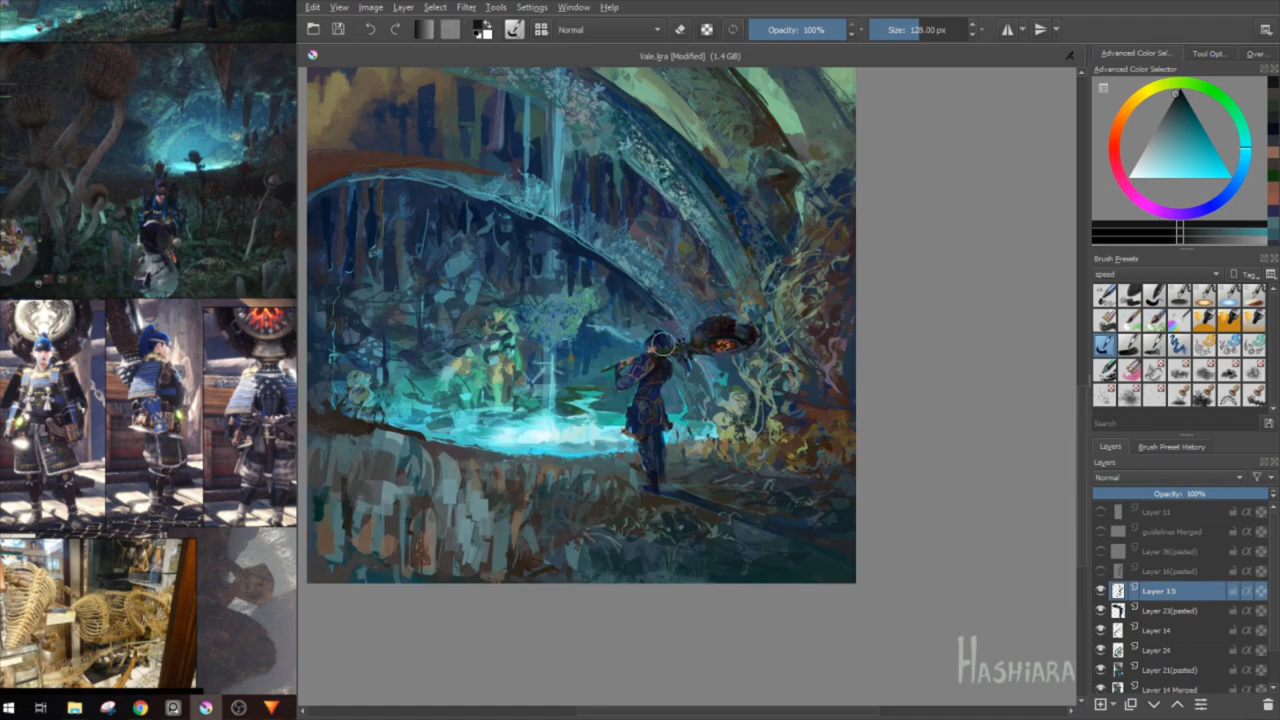 Edit View Image Layer Select Filter Tools Settings Window Help
Normal Opacity: 100% Size: 128.00 px
Vale.kra [Modified] (1.4 GiB)
Advanced Color Sel... Tool Opt... Over...
Advanced Color Selector
Brush Presets
speed Tag
Search
Layers Brush Preset History
Layers
Normal
Opacity: 100%
Layer 11
guidelines Merged
Layer 36(pasted)
Layer 16(pasted)
Layer 15
Layer 23(pasted)
Layer 14
Layer 24
Layer 21(pasted)
Layer 14 Merged
HASHIARA